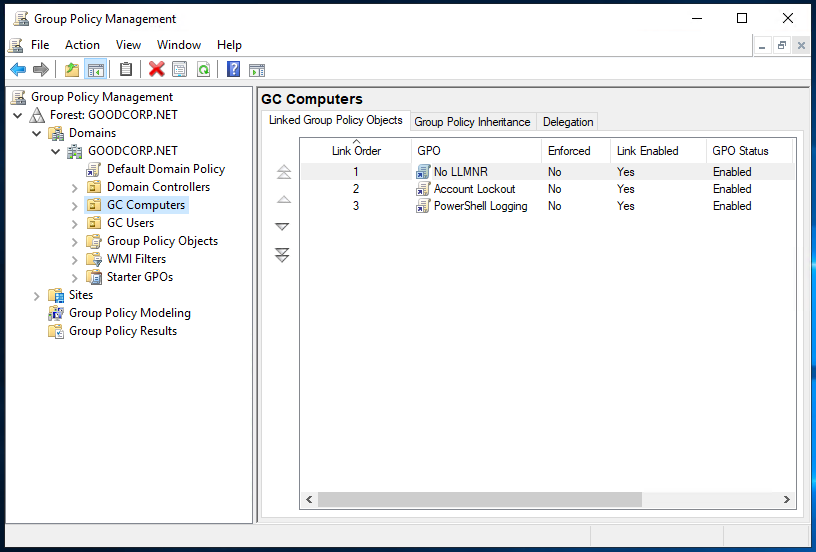 Group Policy Management
File Action View Window Help
Group Policy Management
Forest: GOODCORP.NET
Domains
GOODCORP.NET
Default Domain Policy
Domain Controllers
GC Computers
GC Users
Group Policy Objects
WMI Filters
Starter GPOs
Sites
Group Policy Modeling
Group Policy Results
GC Computers
Linked Group Policy Objects Group Policy Inheritance Delegation
Link Order GPO Enforced Link Enabled GPO Status
1 No LLMNR No Yes Enabled
2 Account Lockout No Yes Enabled
3 PowerShell Logging No Yes Enabled